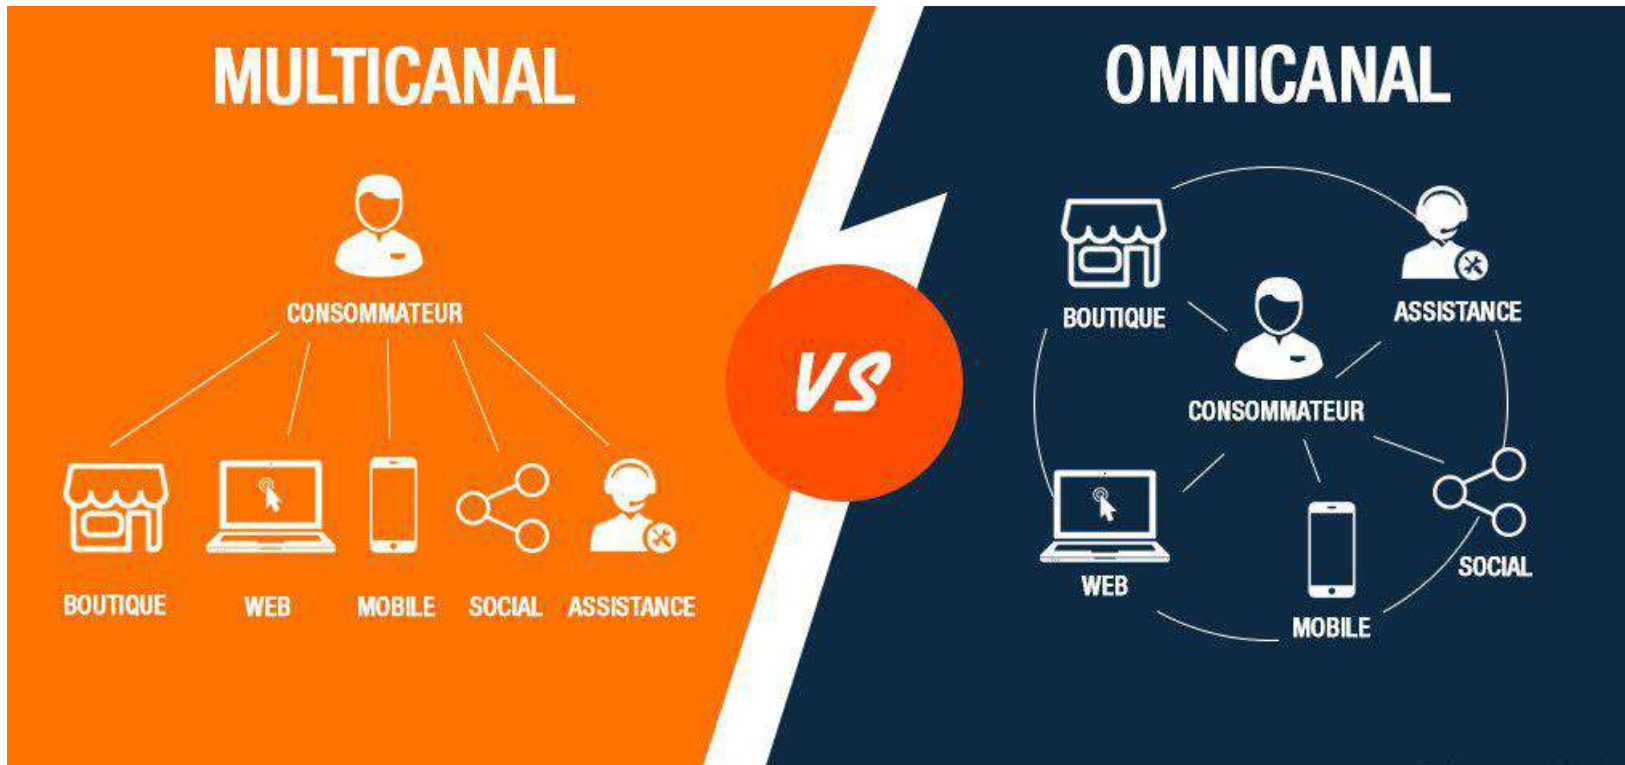 MULTICANAL
CONSOMMATEUR
BOUTIQUE
WEB
MOBILE
SOCIAL
ASSISTANCE
VS
OMNICANAL
BOUTIQUE
ASSISTANCE
CONSOMMATEUR
WEB
SOCIAL
MOBILE